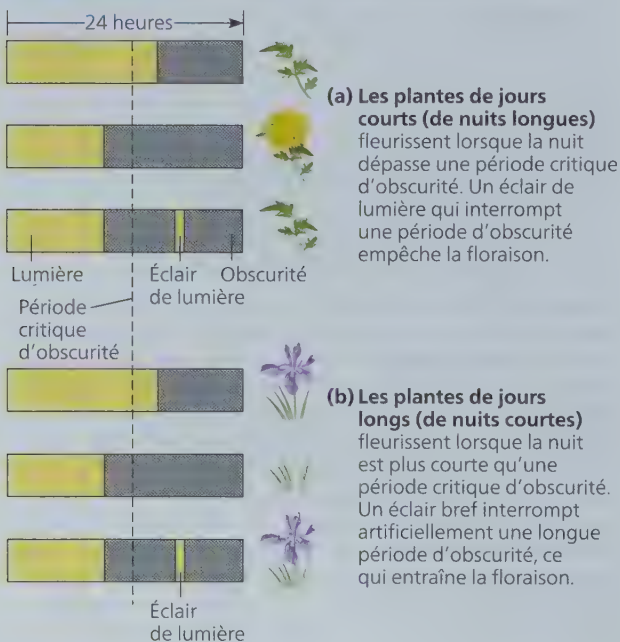 24 heures
(a) Les plantes de jours
courts (de nuits longues)
fleurissent lorsque la nuit
dépasse une période critique
d'obscurité. Un éclair de
lumière qui interrompt
une période d'obscurité
empêche la floraison.
Lumière
Éclair
de lumière
Obscurité
Période
critique
d'obscurité
(b) Les plantes de jours
longs (de nuits courtes)
fleurissent lorsque la nuit
est plus courte qu'une
période critique d'obscurité.
Un éclair bref interrompt
artificiellement une longue
période d'obscurité, ce
qui entraîne la floraison.
Éclair
de lumière